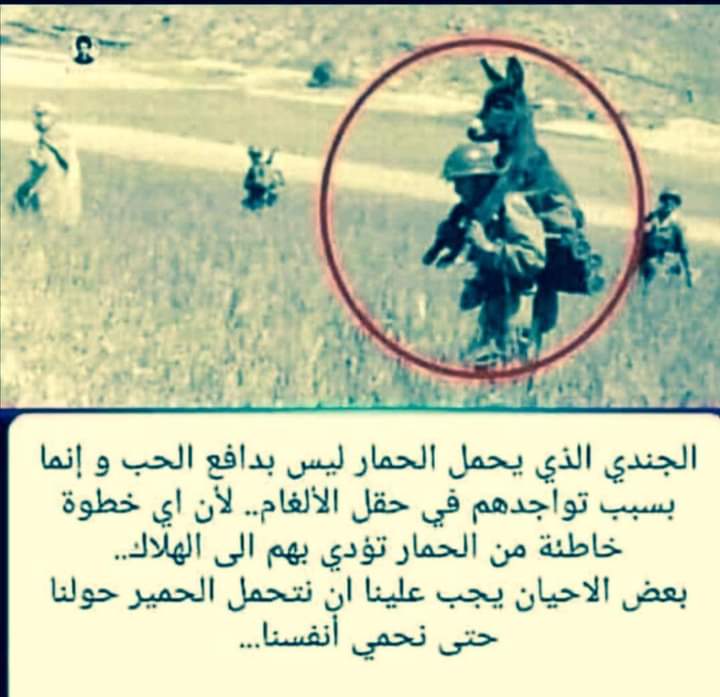 الجندي الذي يحمل الحمار ليس بدافع الحب و إنما
بسبب تواجدهم في حقل الألغام.. لأن اي خطوة
خاطئة من الحمار تؤدي بهم الى الهلاك..
بعض الاحيان يجب علينا ان نتحمل الحمير حولنا
حتى نحمي أنفسنا...